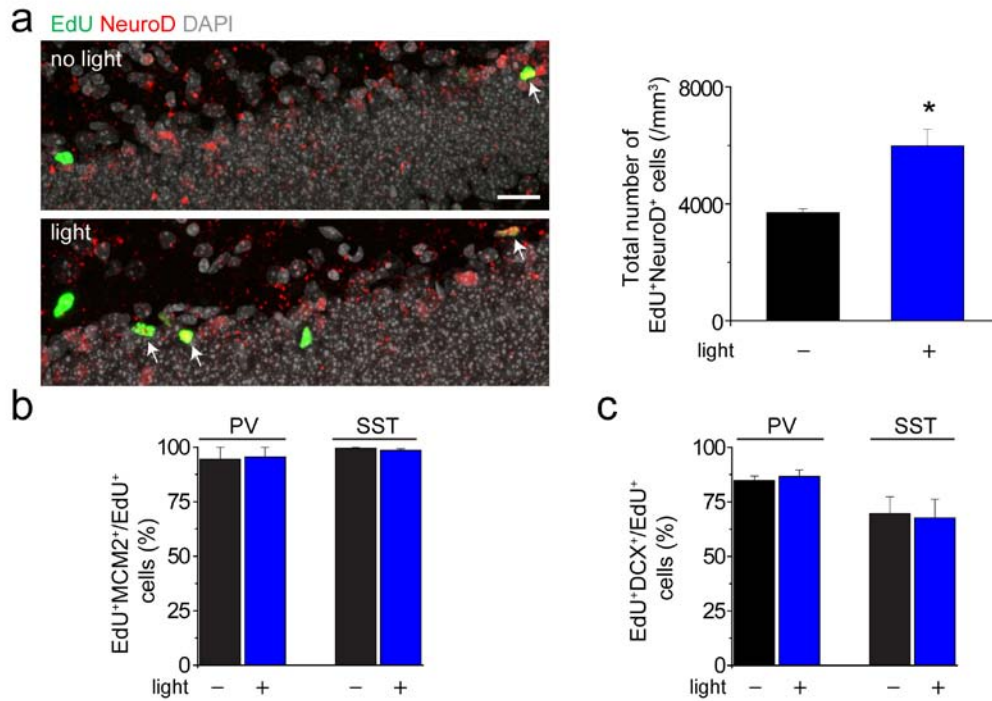 a
EdU NeuroD DAPI
no light
light
Total number of
EdU⁺NeuroD⁺ cells (/mm³)
8000
4000
0
*
light − +
b
PV SST
EdU⁺MCM2⁺/EdU⁺
cells (%)
100
75
50
25
0
light − + − +
c
PV SST
EdU⁺DCX⁺/EdU⁺
cells (%)
100
75
50
25
0
light − + − +